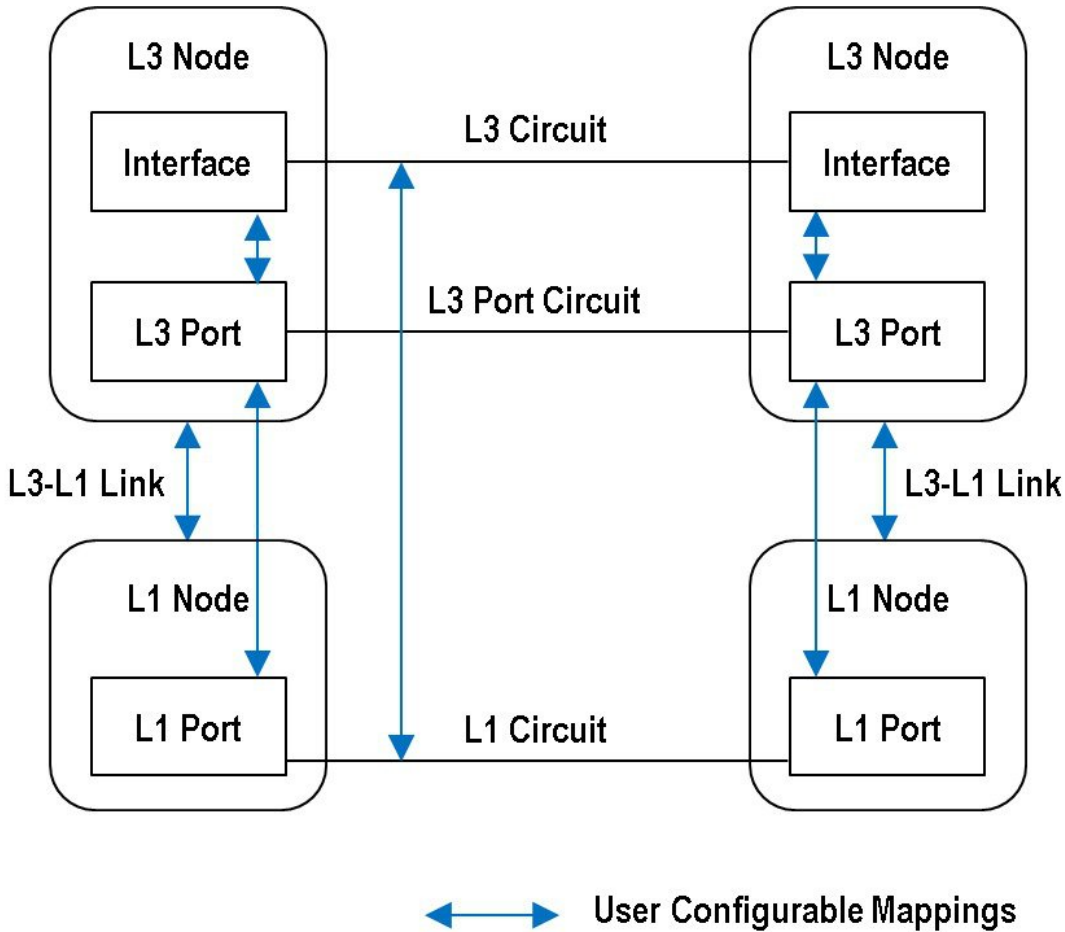 L3 Node
L3 Node
Interface
L3 Circuit
Interface
L3 Port
L3 Port Circuit
L3 Port
L3-L1 Link
L3-L1 Link
L1 Node
L1 Node
L1 Port
L1 Circuit
L1 Port
User Configurable Mappings